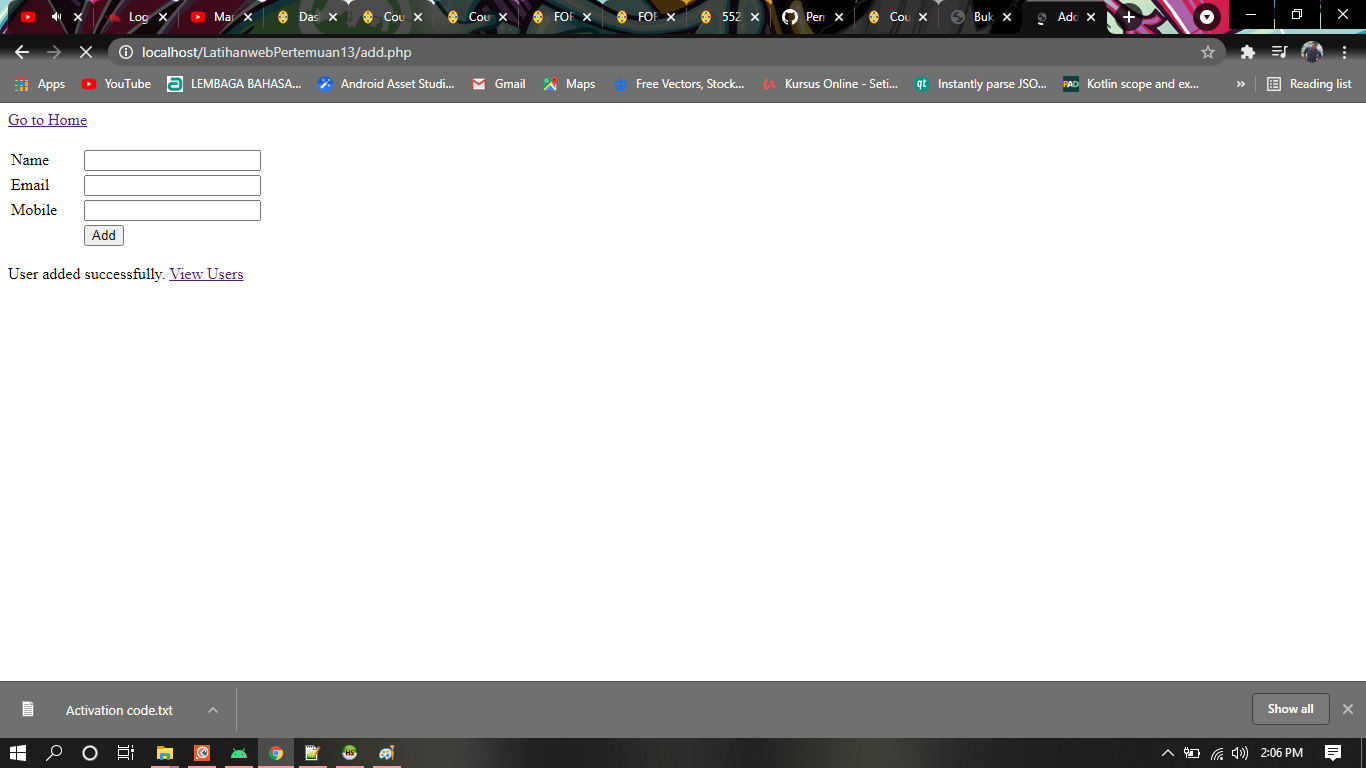 Log
Mar
Das
Cou
Cou
FOI
FOI
552
Pen
Cou
Buk
Add
localhost/LatihanwebPertemuan13/add.php
Apps
YouTube
LEMBAGA BAHASA...
Android Asset Studi...
Gmail
Maps
Free Vectors, Stock...
Kursus Online - Seti...
Instantly parse JSO...
Kotlin scope and ex...
»
Reading list
Go to Home
Name
Email
Mobile
Add
User added successfully. View Users
Activation code.txt
Show all
2:06 PM